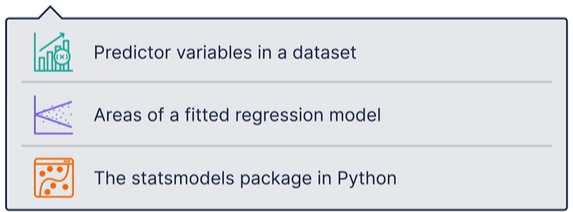 Predictor variables in a dataset
Areas of a fitted regression model
The statsmodels package in Python